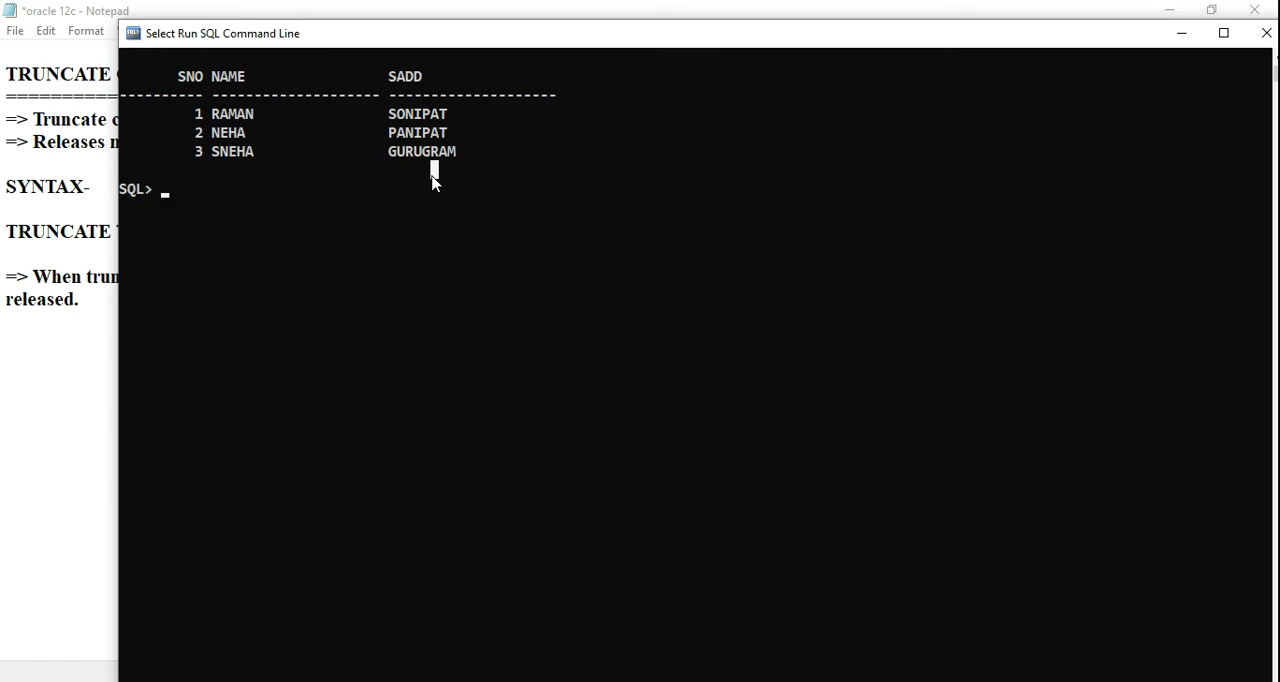 *oracle 12c - Notepad
File Edit Format
Select Run SQL Command Line
TRUNCATE
==========
=> Truncate
=> Releases
SYNTAX-
TRUNCATE
=> When
released.
SNO NAME SADD
---------- -------------------- --------------------
1 RAMAN SONIPAT
2 NEHA PANIPAT
3 SNEHA GURUGRAM
SQL>